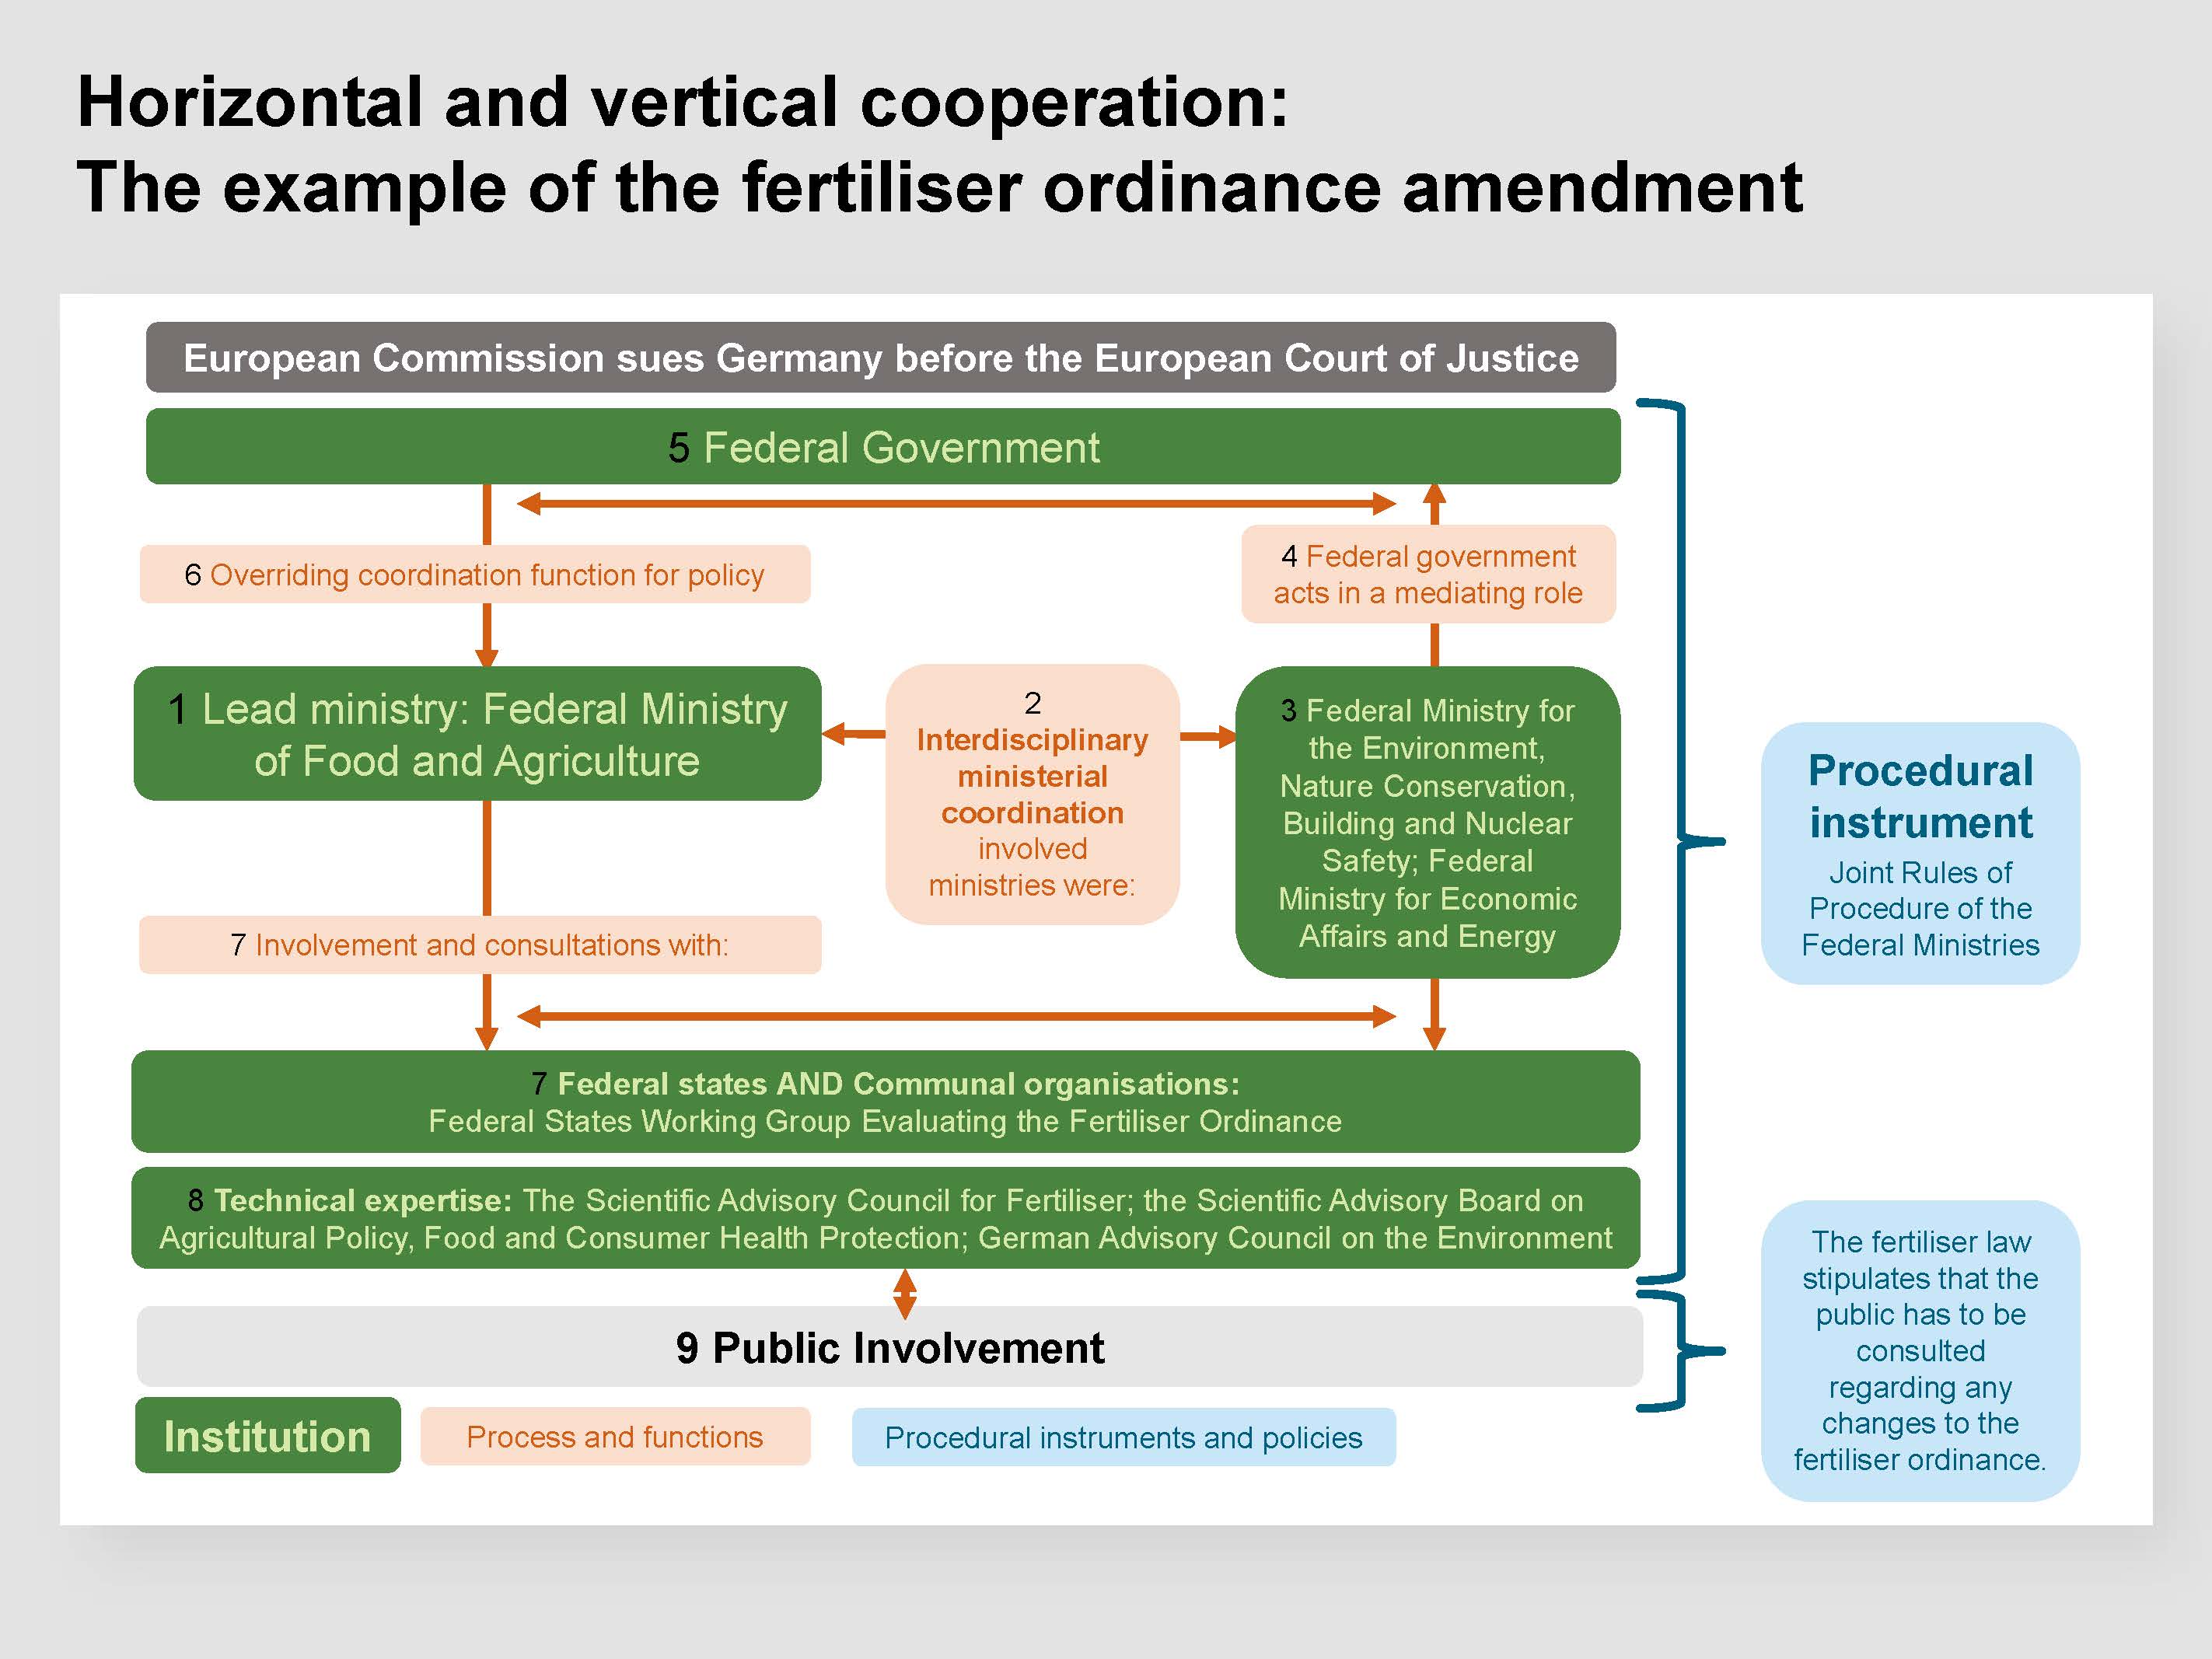 Horizontal and vertical cooperation:
The example of the fertiliser ordinance amendment
European Commission sues Germany before the European Court of Justice
5 Federal Government
6 Overriding coordination function for policy
4 Federal government
acts in a mediating role
1 Lead ministry: Federal Ministry
of Food and Agriculture
2
Interdisciplinary
ministerial
coordination
involved
ministries were:
3 Federal Ministry for
the Environment,
Nature Conservation,
Building and Nuclear
Safety; Federal
Ministry for Economic
Affairs and Energy
Procedural
instrument
Joint Rules of
Procedure of the
Federal Ministries
7 Involvement and consultations with:
7 Federal states AND Communal organisations:
Federal States Working Group Evaluating the Fertiliser Ordinance
8 Technical expertise: The Scientific Advisory Council for Fertiliser; the Scientific Advisory Board on
Agricultural Policy, Food and Consumer Health Protection; German Advisory Council on the Environment
9 Public Involvement
The fertiliser law
stipulates that the
public has to be
consulted
regarding any
changes to the
fertiliser ordinance.
Institution
Process and functions
Procedural instruments and policies